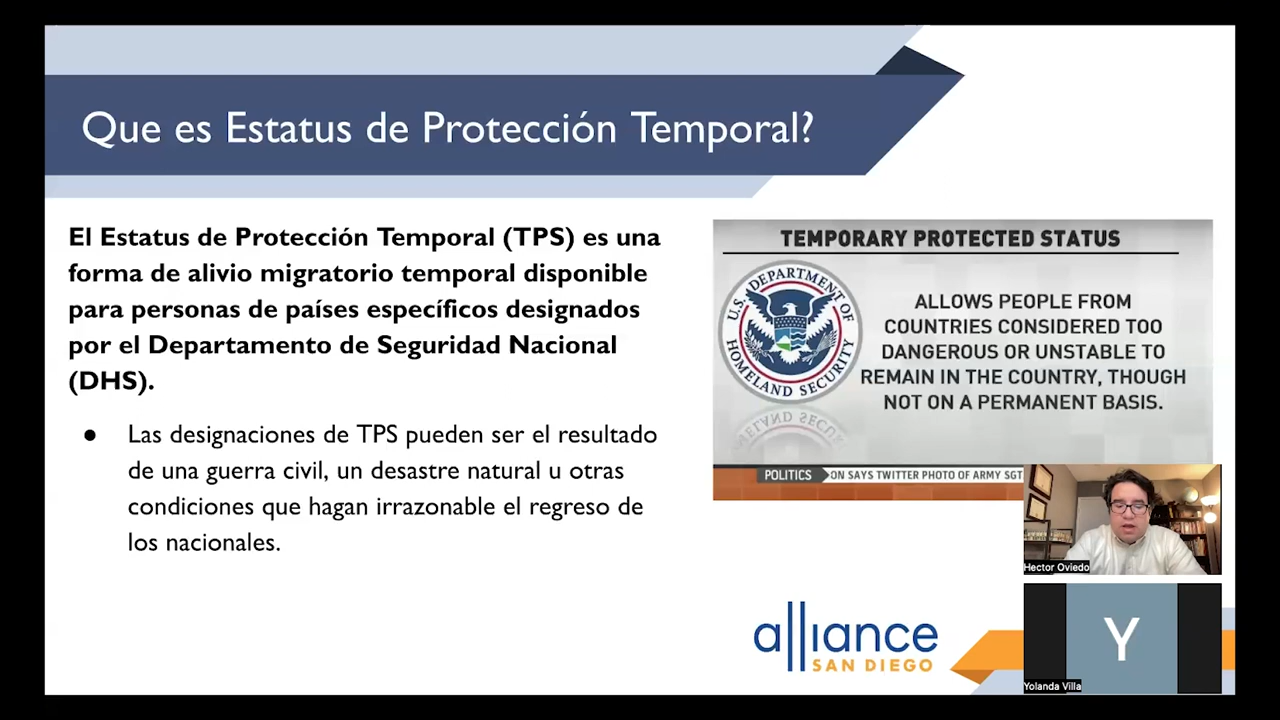 Que es Estatus de Protección Temporal?
El Estatus de Protección Temporal (TPS) es una
forma de alivio migratorio temporal disponible
para personas de países específicos designados
por el Departamento de Seguridad Nacional
(DHS).
● Las designaciones de TPS pueden ser el resultado
de una guerra civil, un desastre natural u otras
condiciones que hagan irrazonable el regreso de
los nacionales.
TEMPORARY PROTECTED STATUS
U.S. DEPARTMENT OF
HOMELAND SECURITY
ALLOWS PEOPLE FROM
COUNTRIES CONSIDERED TOO
DANGEROUS OR UNSTABLE TO
REMAIN IN THE COUNTRY, THOUGH
NOT ON A PERMANENT BASIS.
POLITICS ON SAYS TWITTER PHOTO OF ARMY SGT
Hector Oviedo
Y
Yolanda Villa
alliance
SAN DIEGO